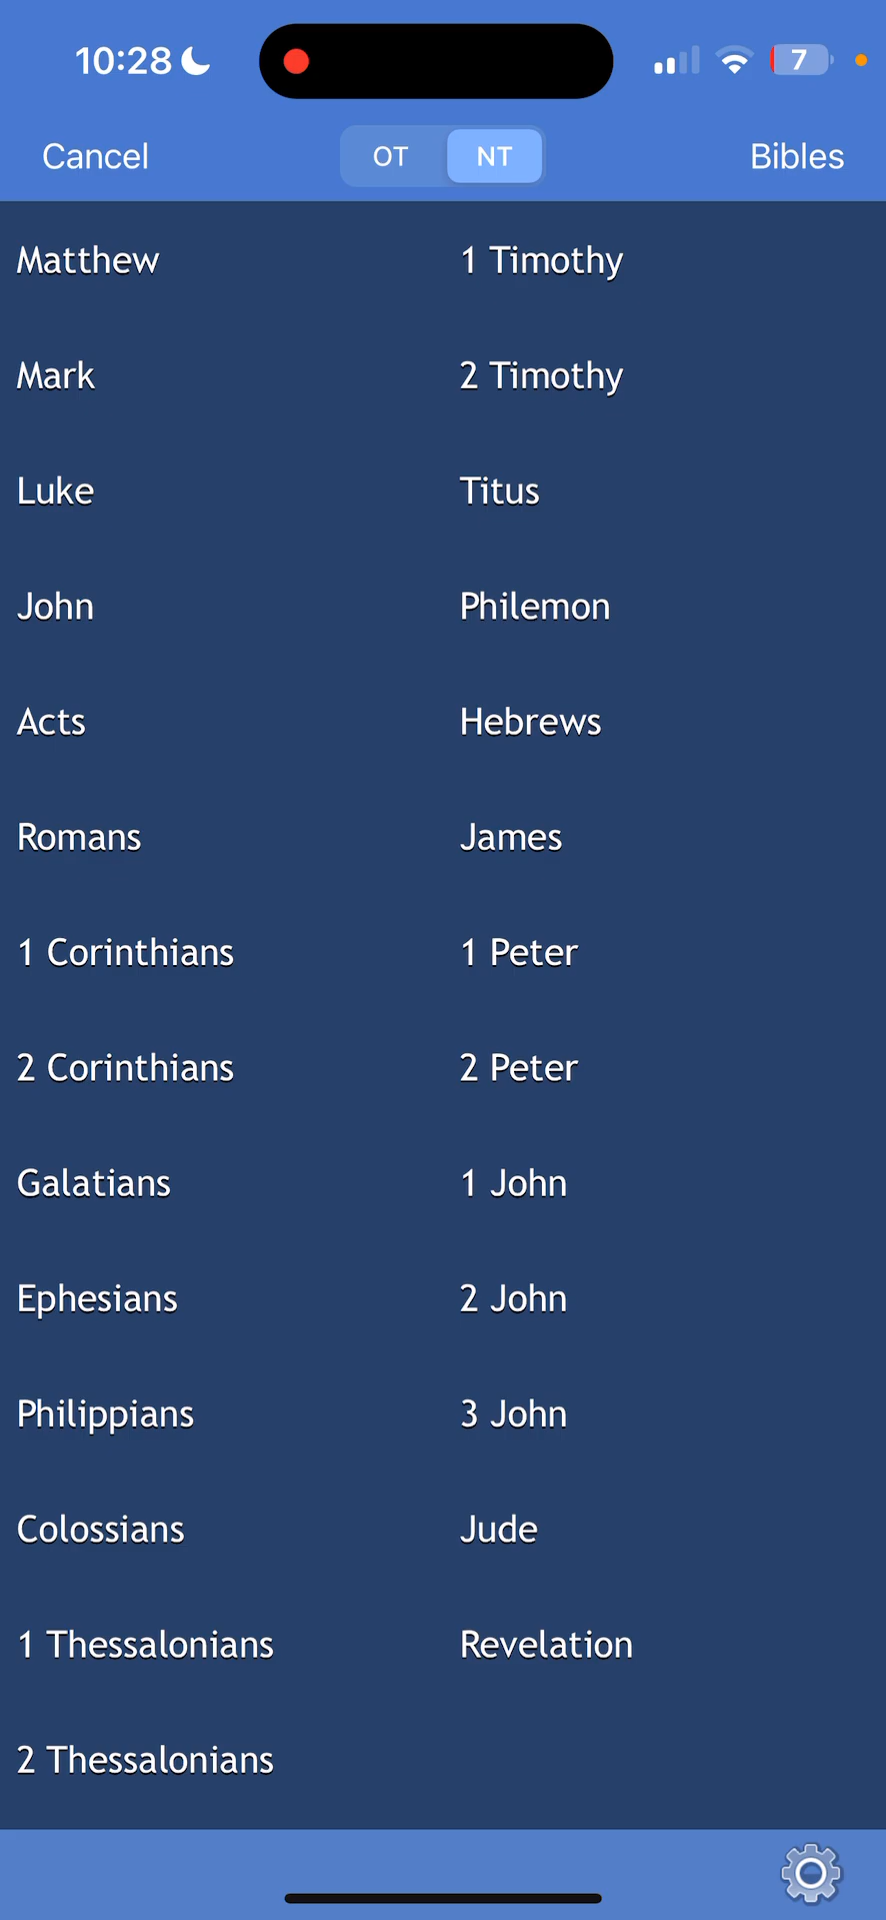 10:28
7
Cancel
OT
NT
Bibles
Matthew
Mark
Luke
John
Acts
Romans
1 Corinthians
2 Corinthians
Galatians
Ephesians
Philippians
Colossians
1 Thessalonians
2 Thessalonians
1 Timothy
2 Timothy
Titus
Philemon
Hebrews
James
1 Peter
2 Peter
1 John
2 John
3 John
Jude
Revelation